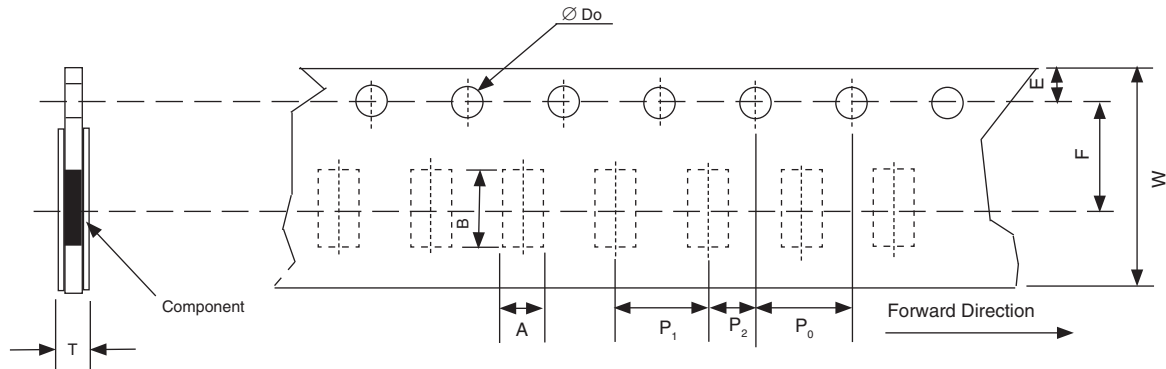 ∅ Do
E
F
W
B
Component
T
A
P₁
P₂
P₀
Forward Direction